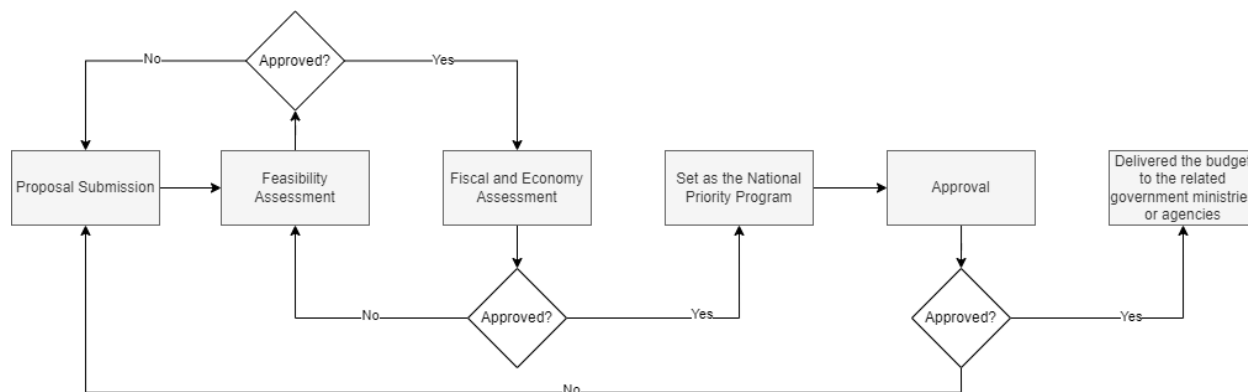 Approved?
No
Yes
Proposal Submission
Feasibility
Assessment
Fiscal and Economy
Assessment
Set as the National
Priority Program
Approval
Delivered the budget
to the related
government ministrie
or agencies
No
Approved?
Yes
Approved?
Yes
No